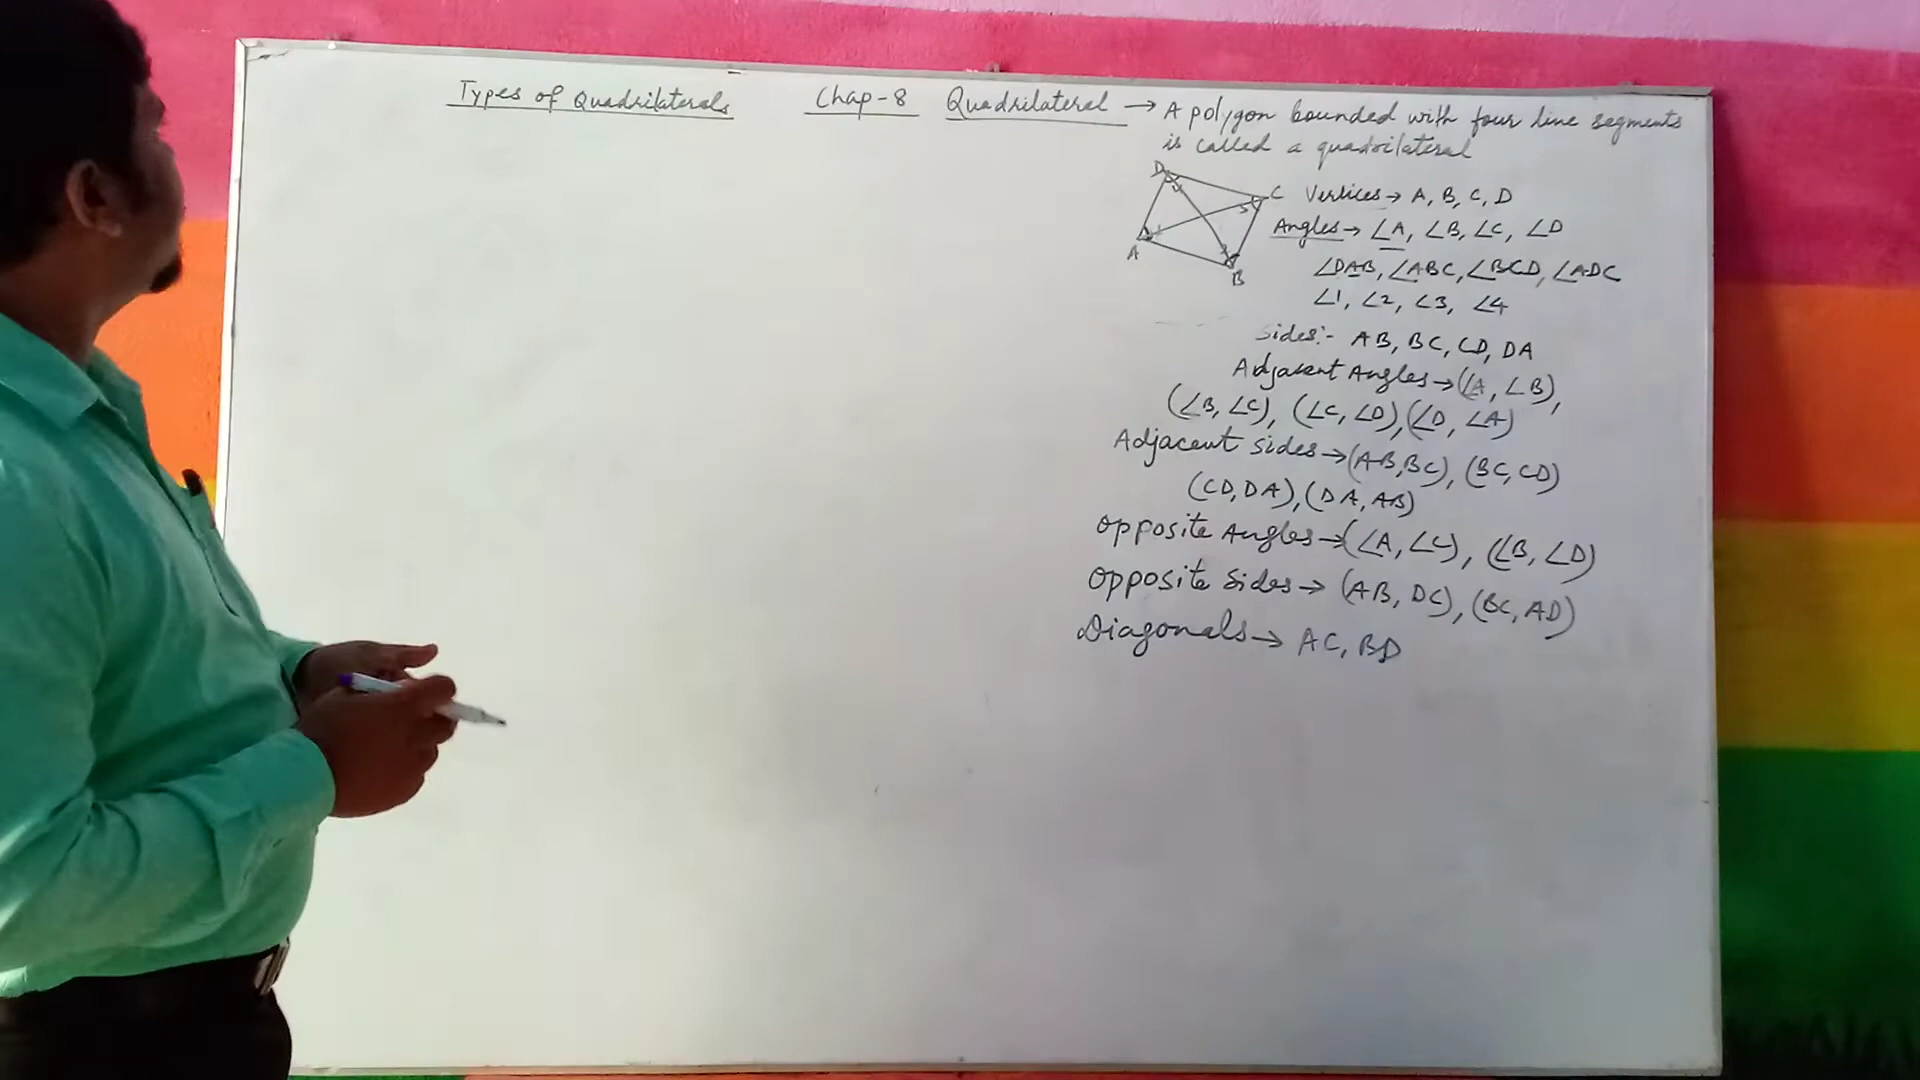 Types of Quadrilaterals
Chap-8 Quadrilateral → A polygon bounded with four line segments
is called a quadrilateral
D
C
A
B
Vertices → A, B, C, D
Angles → ∠A, ∠B, ∠C, ∠D
∠DAB, ∠ABC, ∠BCD, ∠ADC
∠1, ∠2, ∠3, ∠4
Sides:- AB, BC, CD, DA
Adjacent Angles → (∠A, ∠B),
(∠B, ∠C), (∠C, ∠D), (∠D, ∠A)
Adjacent Sides → (AB, BC), (BC, CD)
(CD, DA), (DA, AB)
Opposite Angles → (∠A, ∠C), (∠B, ∠D)
Opposite Sides → (AB, DC), (BC, AD)
Diagonals → AC, BD